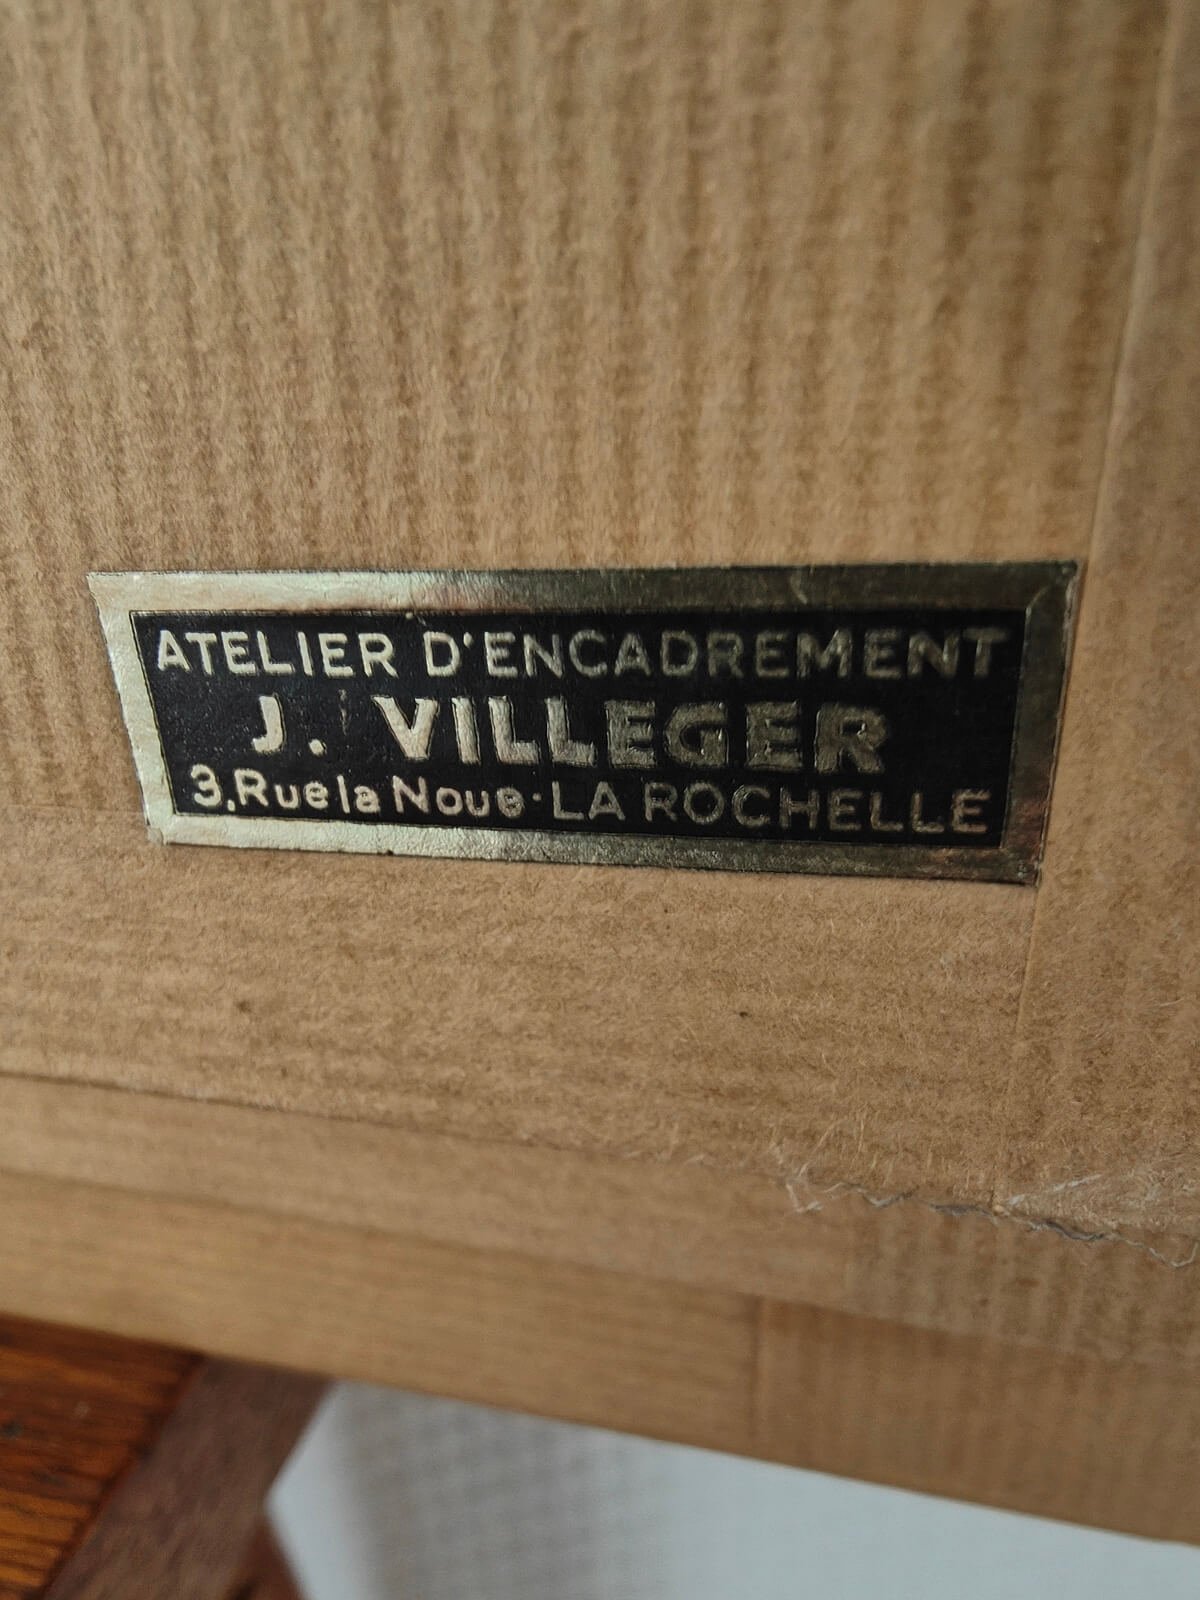 ATELIER D'ENCADREMENT
J. VILLEGER
3, Rue la Noue · LA ROCHELLE